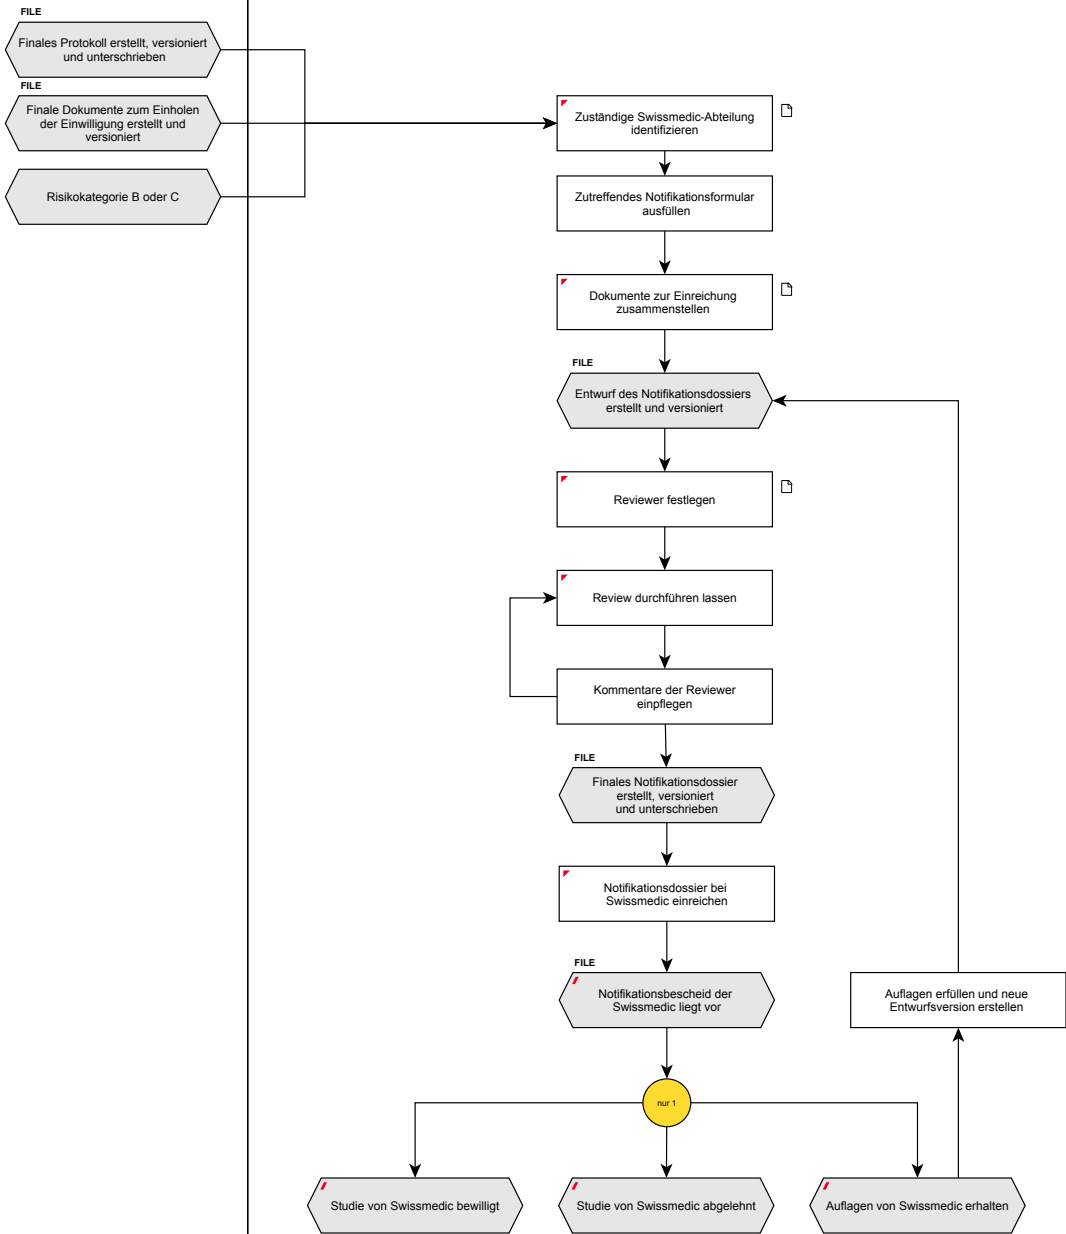 FILE
Finales Protokoll erstellt, versioniert
und unterschrieben
FILE
Finale Dokumente zum Einholen
der Einwilligung erstellt und
versioniert
Risikokategorie B oder C
Zuständige Swissmedic-Abteilung
identifizieren
Zutreffendes Notifikationsformular
ausfüllen
Dokumente zur Einreichung
zusammenstellen
FILE
Entwurf des Notifikationsdossiers
erstellt und versioniert
Reviewer festlegen
Review durchführen lassen
Kommentare der Reviewer
einpflegen
FILE
Finales Notifikationsdossier
erstellt, versioniert
und unterschrieben
Notifikationsdossier bei
Swissmedic einreichen
FILE
Notifikationsbescheid der
Swissmedic liegt vor
Auflagen erfüllen und neue
Entwurfsversion erstellen
nur 1
Studie von Swissmedic bewilligt
Studie von Swissmedic abgelehnt
Auflagen von Swissmedic erhalten